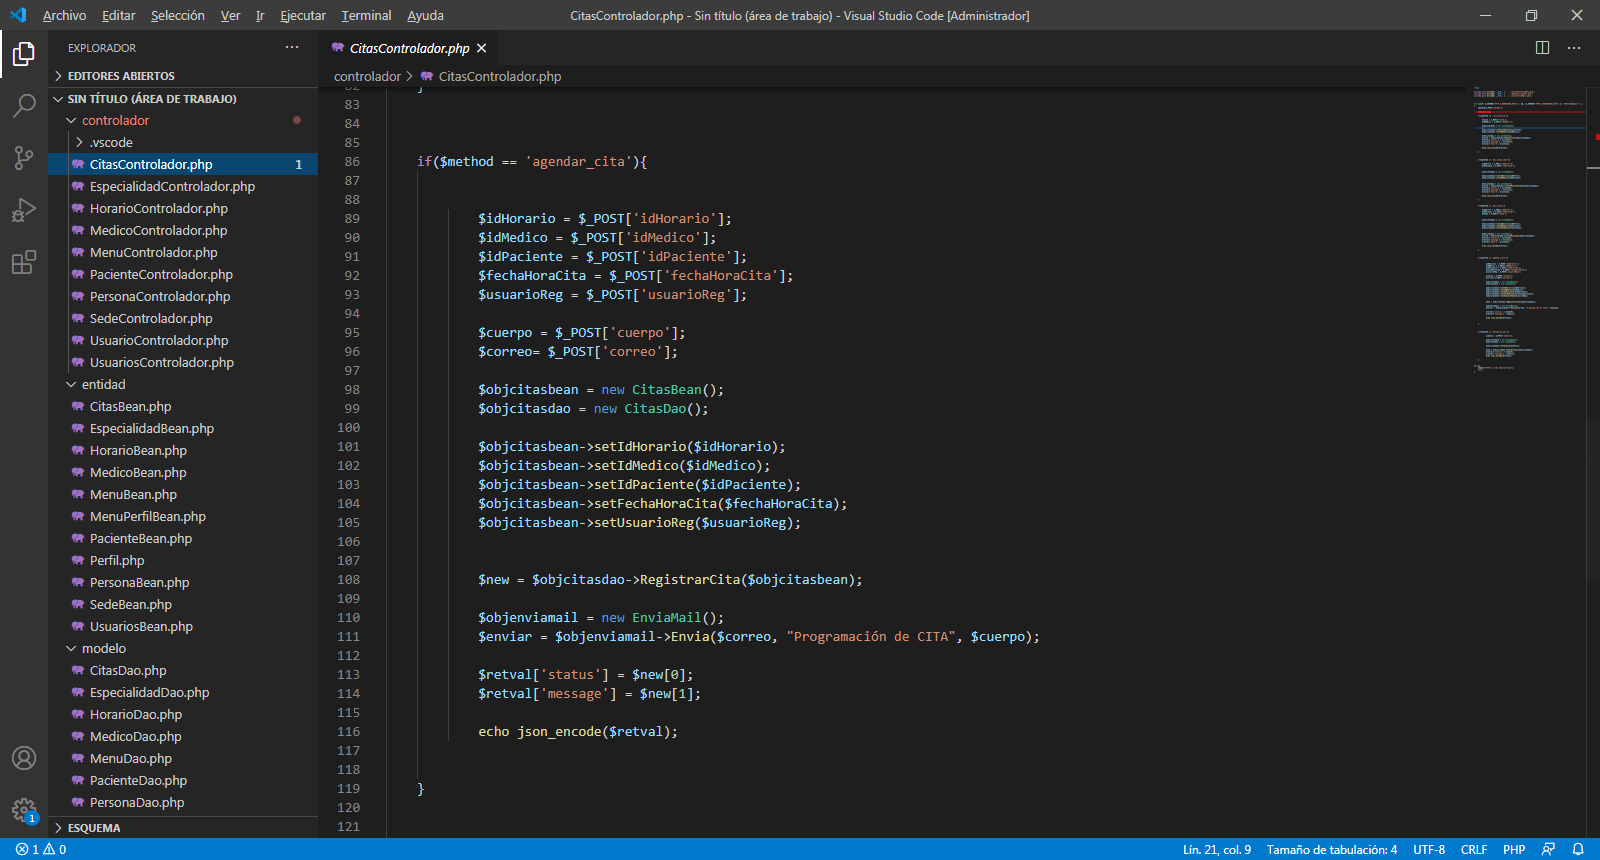 Archivo Editar Selección Ver Ir Ejecutar Terminal Ayuda
CitasControlador.php - Sin título (área de trabajo) - Visual Studio Code [Administrador]
EXPLORADOR
EDITORES ABIERTOS
SIN TÍTULO (ÁREA DE TRABAJO)
controlador
.vscode
CitasControlador.php 1
EspecialidadControlador.php
HorarioControlador.php
MedicoControlador.php
MenuControlador.php
PacienteControlador.php
PersonaControlador.php
SedeControlador.php
UsuarioControlador.php
UsuariosControlador.php
entidad
CitasBean.php
EspecialidadBean.php
HorarioBean.php
MedicoBean.php
MenuBean.php
MenuPerfilBean.php
PacienteBean.php
Perfil.php
PersonaBean.php
SedeBean.php
UsuariosBean.php
modelo
CitasDao.php
EspecialidadDao.php
HorarioDao.php
MedicoDao.php
MenuDao.php
PacienteDao.php
PersonaDao.php
ESQUEMA
1
CitasControlador.php
controlador > CitasControlador.php
82 }
83
84
85
86 if($method == 'agendar_cita'){
87
88
89 $idHorario = $_POST['idHorario'];
90 $idMedico = $_POST['idMedico'];
91 $idPaciente = $_POST['idPaciente'];
92 $fechaHoraCita = $_POST['fechaHoraCita'];
93 $usuarioReg = $_POST['usuarioReg'];
94
95 $cuerpo = $_POST['cuerpo'];
96 $correo= $_POST['correo'];
97
98 $objcitasbean = new CitasBean();
99 $objcitasdao = new CitasDao();
100
101 $objcitasbean->setIdHorario($idHorario);
102 $objcitasbean->setIdMedico($idMedico);
103 $objcitasbean->setIdPaciente($idPaciente);
104 $objcitasbean->setFechaHoraCita($fechaHoraCita);
105 $objcitasbean->setUsuarioReg($usuarioReg);
106
107
108 $new = $objcitasdao->RegistrarCita($objcitasbean);
109
110 $objenviamail = new EnviaMail();
111 $enviar = $objenviamail->Envia($correo, "Programación de CITA", $cuerpo);
112
113 $retval['status'] = $new[0];
114 $retval['message'] = $new[1];
115
116 echo json_encode($retval);
117
118
119 }
120
121
1 0
Lín. 21, col. 9 Tamaño de tabulación: 4 UTF-8 CRLF PHP